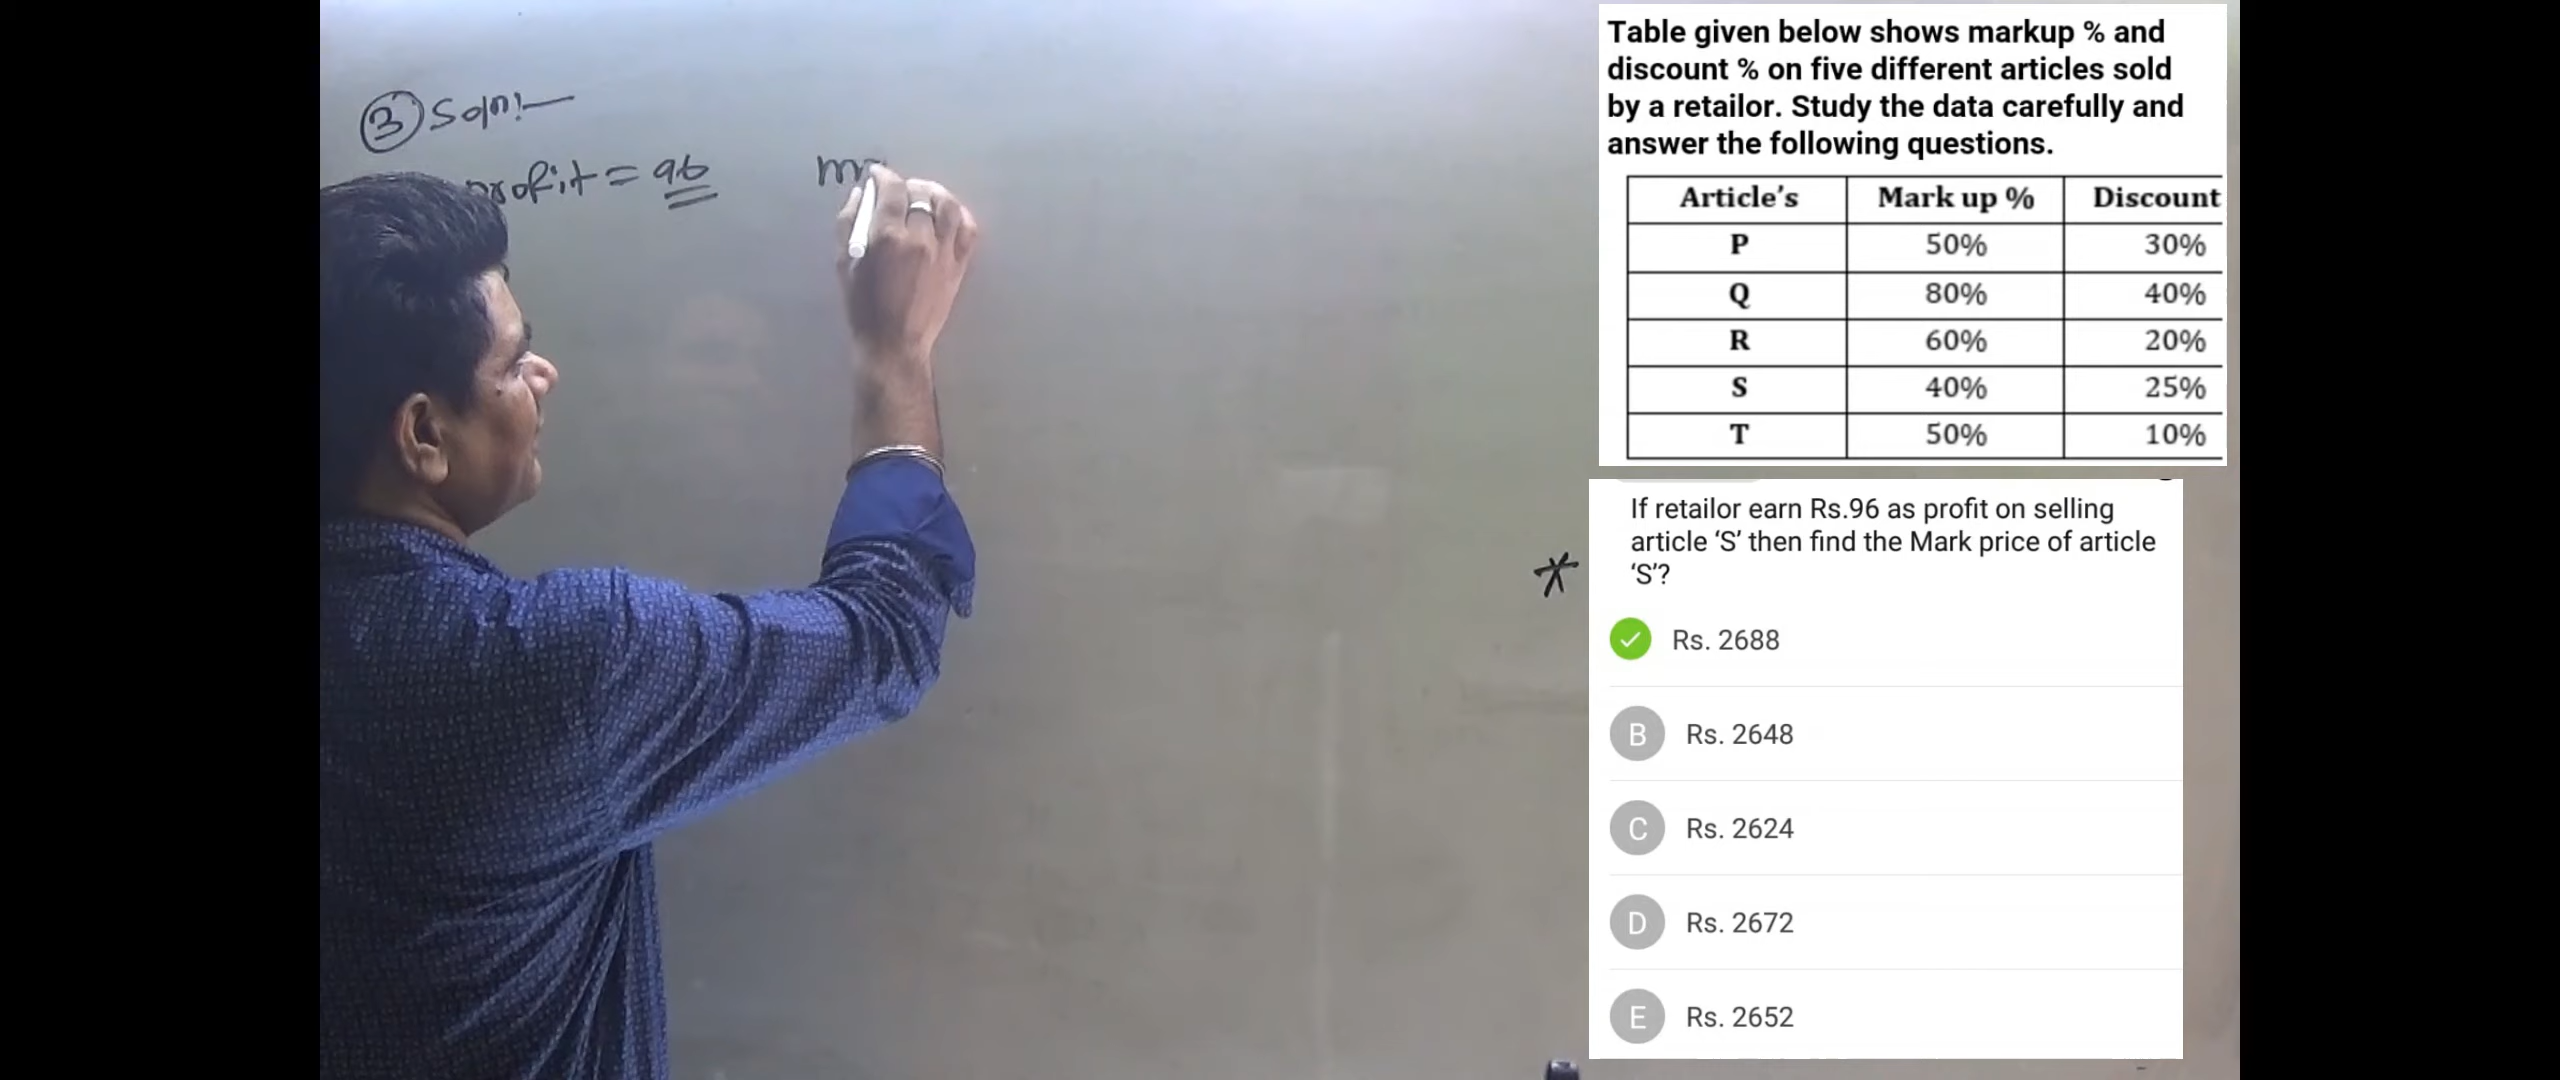 ③ Soln:—
profit = 96
Table given below shows markup % and
discount % on five different articles sold
by a retailor. Study the data carefully and
answer the following questions.
Article's Mark up % Discount
P 50% 30%
Q 80% 40%
R 60% 20%
S 40% 25%
T 50% 10%
If retailor earn Rs.96 as profit on selling
article ‘S’ then find the Mark price of article
‘S’?
*
Rs. 2688
B Rs. 2648
C Rs. 2624
D Rs. 2672
E Rs. 2652